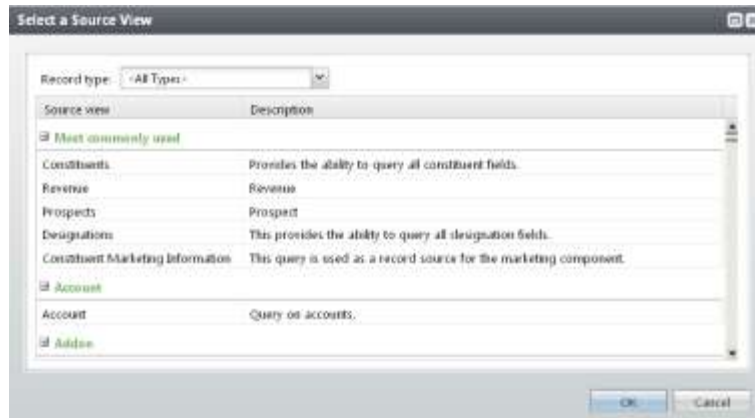 Select a Source View
Record type: -All Types-
Source view Description
Most commonly used
Constituents Provides the ability to query all constituent fields.
Revenue Revenue
Prospects Prospect
Designations This provides the ability to query all designation fields.
Constituent Marketing Information This query is used as a record source for the marketing component.
Account
Account Query on accounts.
Addon
OK Cancel